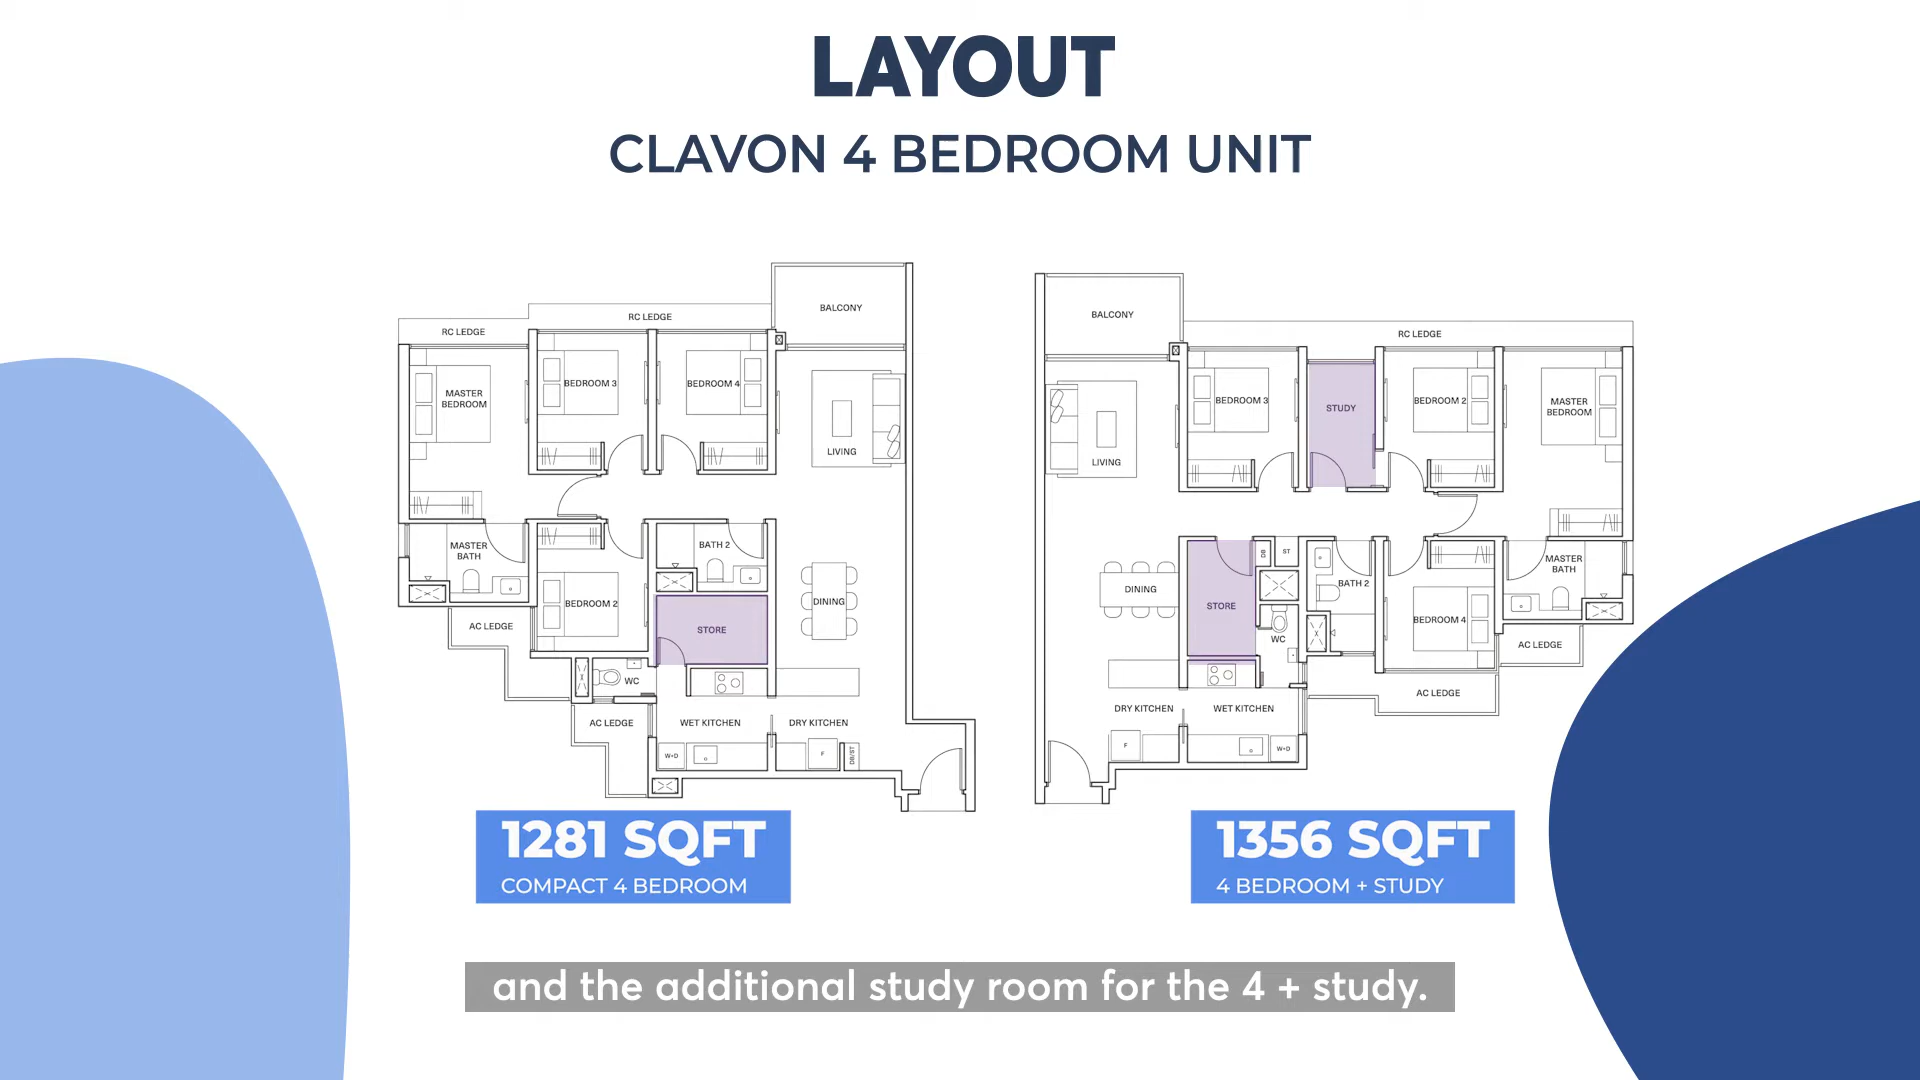 LAYOUT
CLAVON 4 BEDROOM UNIT
BALCONY
RC LEDGE
RC LEDGE
MASTER
BEDROOM
BEDROOM 3
BEDROOM 4
LIVING
MASTER
BATH
BATH 2
BEDROOM 2
DINING
STORE
AC LEDGE
WC
AC LEDGE
WET KITCHEN
DRY KITCHEN
W+D
F
DB/ST
1281 SQFT
COMPACT 4 BEDROOM
BALCONY
RC LEDGE
BEDROOM 3
STUDY
BEDROOM 2
MASTER
BEDROOM
LIVING
DB
ST
MASTER
BATH
BATH 2
DINING
STORE
BEDROOM 4
WC
AC LEDGE
AC LEDGE
DRY KITCHEN
WET KITCHEN
F
W+D
1356 SQFT
4 BEDROOM + STUDY
and the additional study room for the 4 + study.